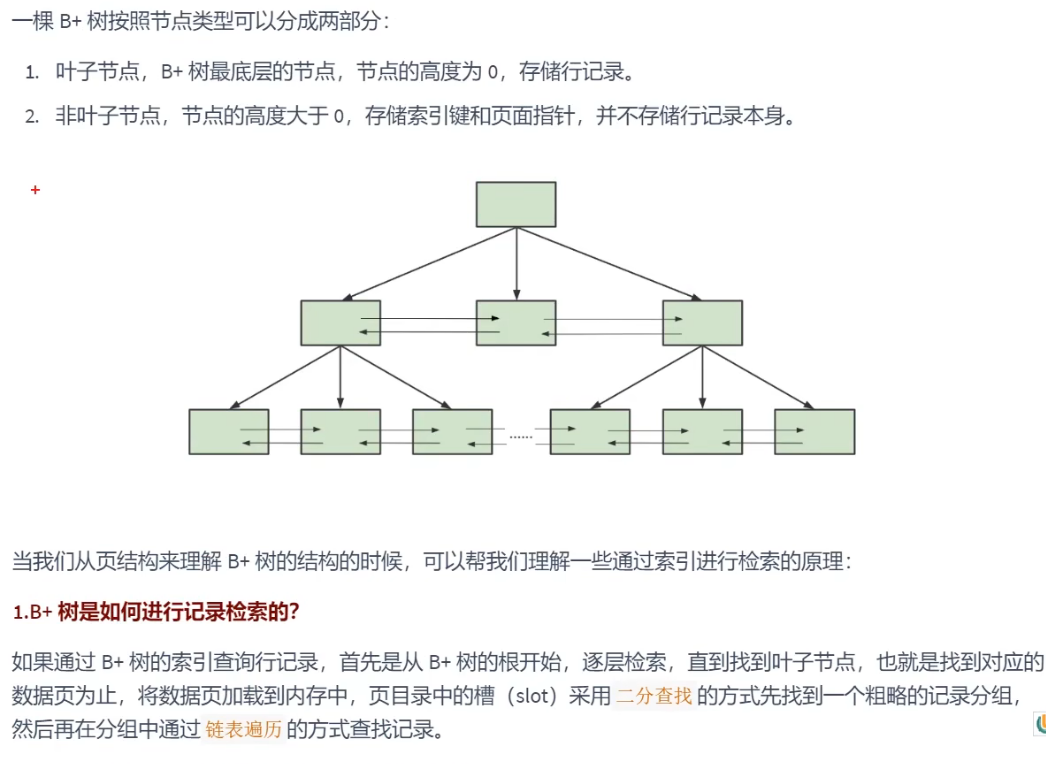 一棵 B+ 树按照节点类型可以分成两部分：
1. 叶子节点，B+ 树最底层的节点，节点的高度为 0，存储行记录。
2. 非叶子节点，节点的高度大于 0，存储索引键和页面指针，并不存储行记录本身。
+
......
当我们从页结构来理解 B+ 树的结构的时候，可以帮我们理解一些通过索引进行检索的原理：
1.B+ 树是如何进行记录检索的？
如果通过 B+ 树的索引查询行记录，首先是从 B+ 树的根开始，逐层检索，直到找到叶子节点，也就是找到对应的
数据页为止，将数据页加载到内存中，页目录中的槽（slot）采用 二分查找 的方式先找到一个粗略的记录分组，
然后再在分组中通过 链表遍历 的方式查找记录。